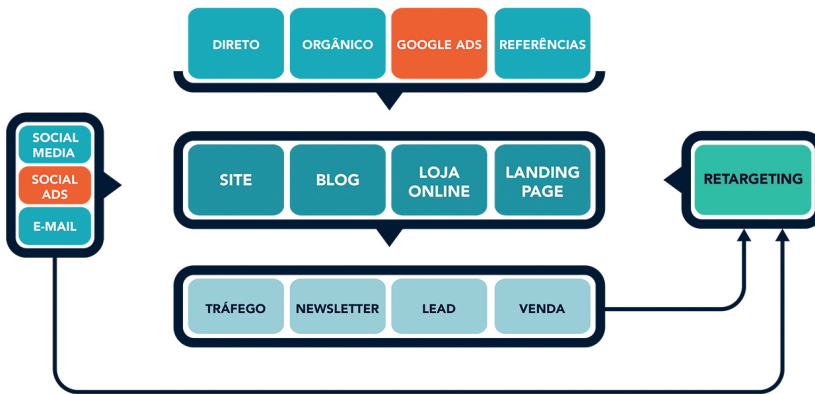 DIRETO
ORGÂNICO
GOOGLE ADS
REFERÊNCIAS
SOCIAL
MEDIA
SOCIAL
ADS
E-MAIL
SITE
BLOG
LOJA
ONLINE
LANDING
PAGE
RETARGETING
TRÁFEGO
NEWSLETTER
LEAD
VENDA